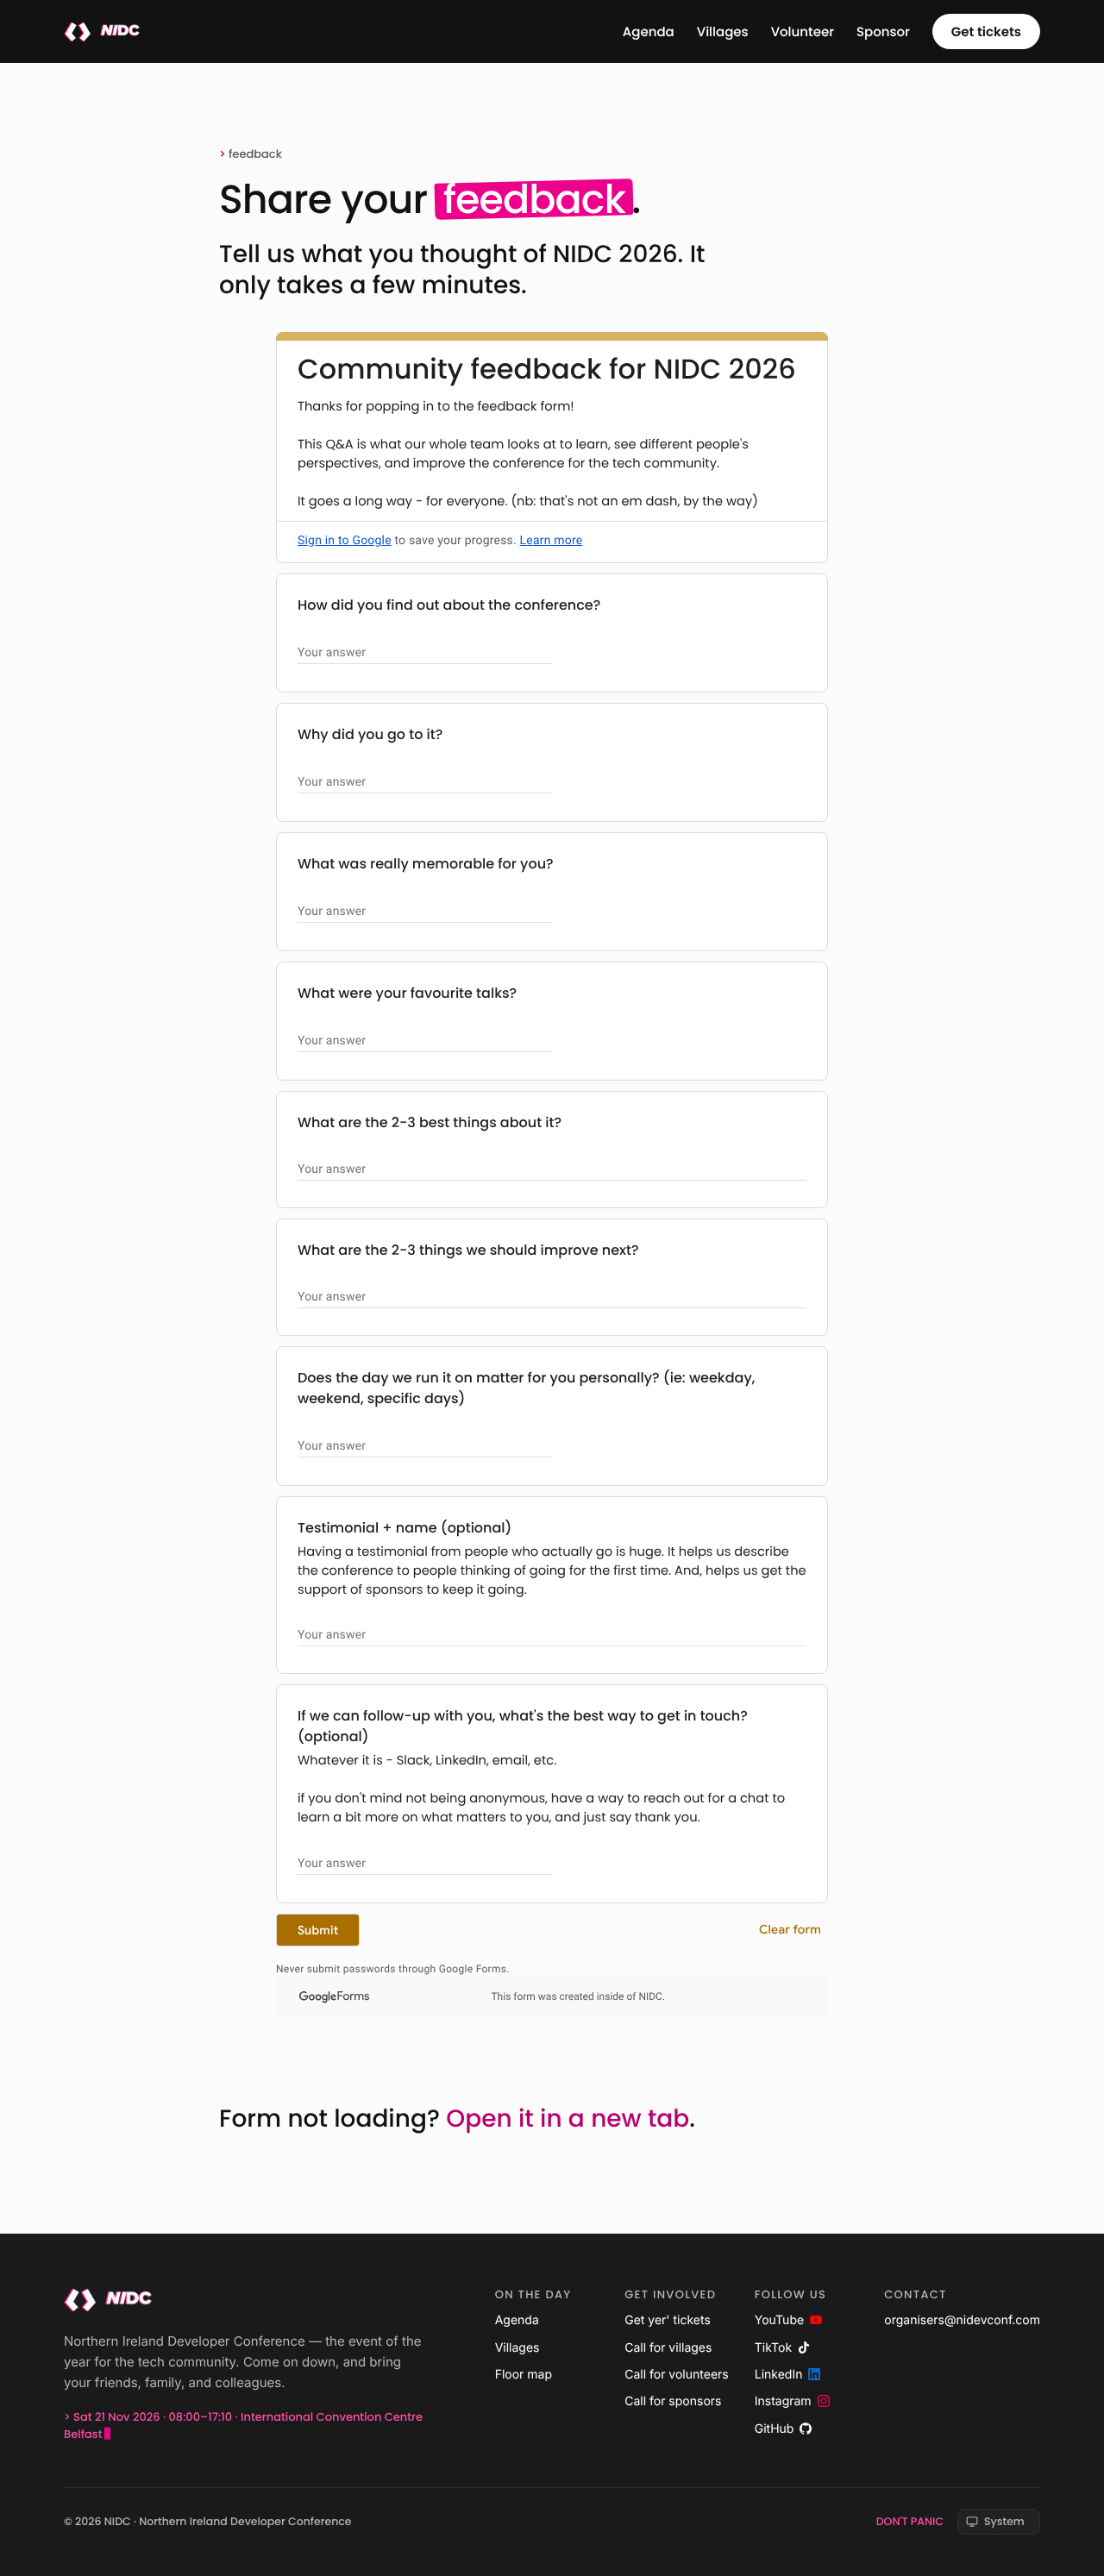 NIDC
Agenda
Villages
Volunteer
Sponsor
Get tickets
> feedback
Share your feedback.
Tell us what you thought of NIDC 2026. It
only takes a few minutes.
Community feedback for NIDC 2026
Thanks for popping in to the feedback form!
This Q&A is what our whole team looks at to learn, see different people's
perspectives, and improve the conference for the tech community.
It goes a long way - for everyone. (nb: that's not an em dash, by the way)
Sign in to Google to save your progress. Learn more
How did you find out about the conference?
Your answer
Why did you go to it?
Your answer
What was really memorable for you?
Your answer
What were your favourite talks?
Your answer
What are the 2-3 best things about it?
Your answer
What are the 2-3 things we should improve next?
Your answer
Does the day we run it on matter for you personally? (ie: weekday,
weekend, specific days)
Your answer
Testimonial + name (optional)
Having a testimonial from people who actually go is huge. It helps us describe
the conference to people thinking of going for the first time. And, helps us get the
support of sponsors to keep it going.
Your answer
If we can follow-up with you, what's the best way to get in touch?
(optional)
Whatever it is - Slack, LinkedIn, email, etc.
if you don't mind not being anonymous, have a way to reach out for a chat to
learn a bit more on what matters to you, and just say thank you.
Your answer
Submit
Clear form
Never submit passwords through Google Forms.
Google Forms
This form was created inside of NIDC.
Form not loading? Open it in a new tab.
NIDC
Northern Ireland Developer Conference — the event of the
year for the tech community. Come on down, and bring
your friends, family, and colleagues.
> Sat 21 Nov 2026 · 08:00–17:10 · International Convention Centre
Belfast
ON THE DAY
Agenda
Villages
Floor map
GET INVOLVED
Get yer' tickets
Call for villages
Call for volunteers
Call for sponsors
FOLLOW US
YouTube
TikTok
LinkedIn
Instagram
GitHub
CONTACT
organisers@nidevconf.com
© 2026 NIDC · Northern Ireland Developer Conference
DON'T PANIC
System